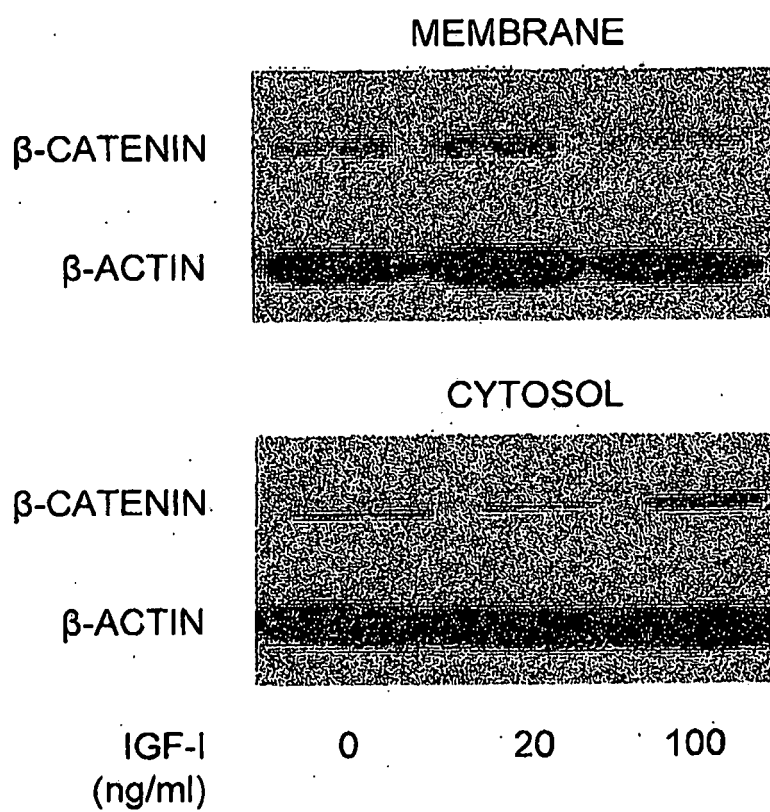 MEMBRANE
β-CATENIN
β-ACTIN
CYTOSOL
β-CATENIN
β-ACTIN
IGF-I 0 20 100
(ng/ml)